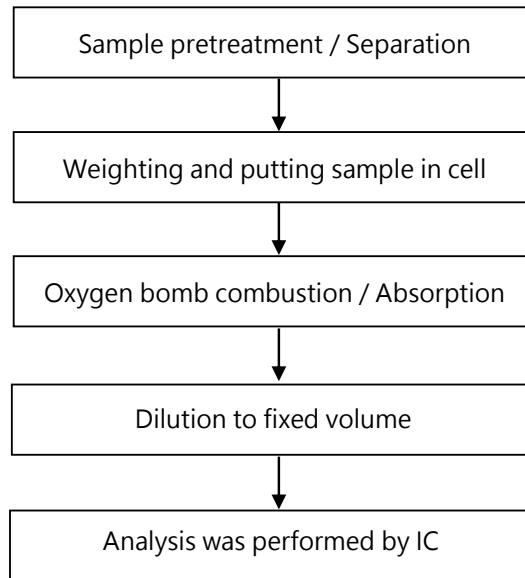 Sample pretreatment / Separation
Weighting and putting sample in cell
Oxygen bomb combustion / Absorption
Dilution to fixed volume
Analysis was performed by IC